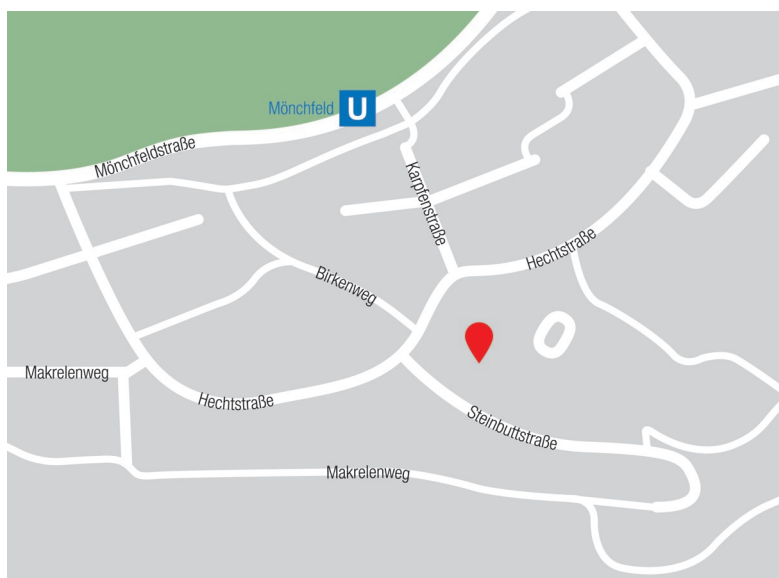 Mönchfeld U
Mönchfeldstraße
Karpfenstraße
Hechtstraße
Birkenweg
Makrelenweg
Hechtstraße
Steinbuttstraße
Makrelenweg